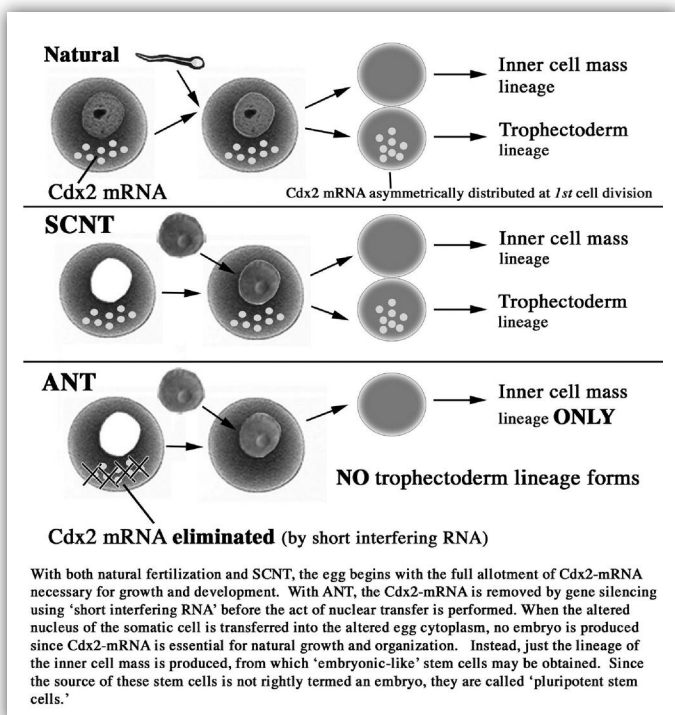 Natural
Inner cell mass
lineage
Trophectoderm
lineage
Cdx2 mRNA
Cdx2 mRNA asymmetrically distributed at 1st cell division
SCNT
Inner cell mass
lineage
Trophectoderm
lineage
ANT
Inner cell mass
lineage ONLY
NO trophectoderm lineage forms
Cdx2 mRNA eliminated (by short interfering RNA)
With both natural fertilization and SCNT, the egg begins with the full allotment of Cdx2-mRNA
necessary for growth and development. With ANT, the Cdx2-mRNA is removed by gene silencing
using ‘short interfering RNA’ before the act of nuclear transfer is performed. When the altered
nucleus of the somatic cell is transferred into the altered egg cytoplasm, no embryo is produced
since Cdx2-mRNA is essential for natural growth and organization. Instead, just the lineage of
the inner cell mass is produced, from which ‘embryonic-like’ stem cells may be obtained. Since
the source of these stem cells is not rightly termed an embryo, they are called ‘pluripotent stem
cells.’